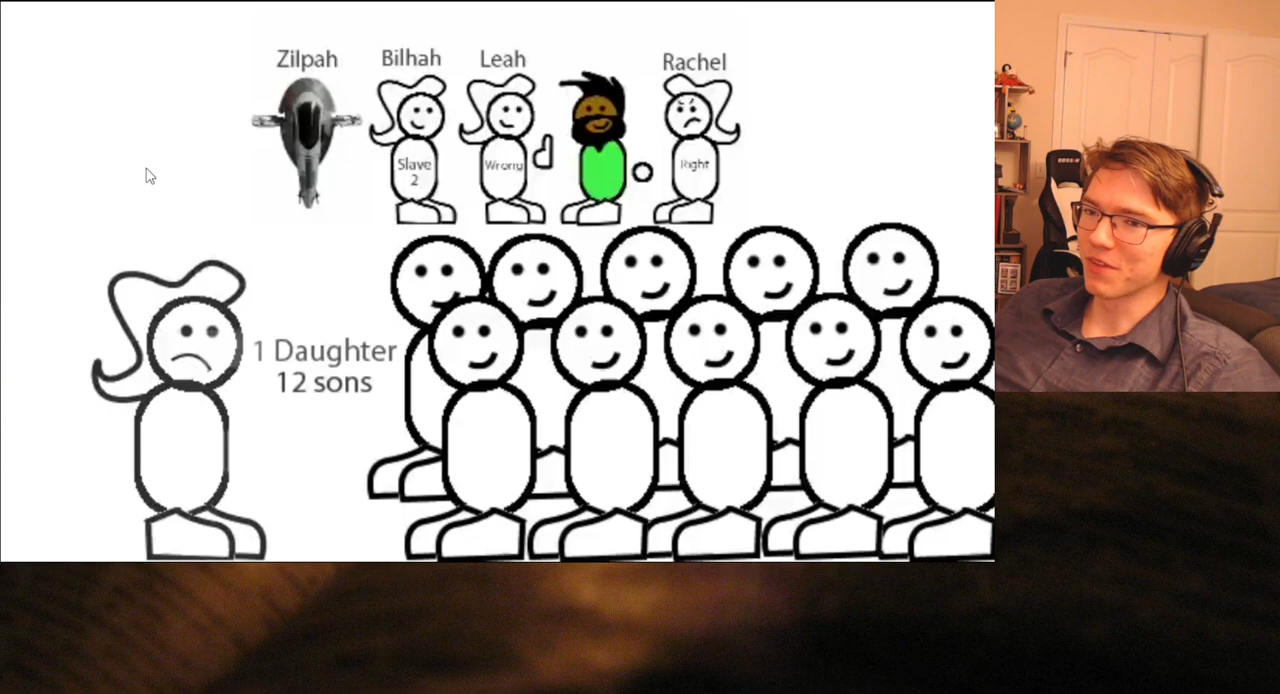 Zilpah
Bilhah
Leah
Rachel
Slave
2
Wrong
Right
1 Daughter
12 sons